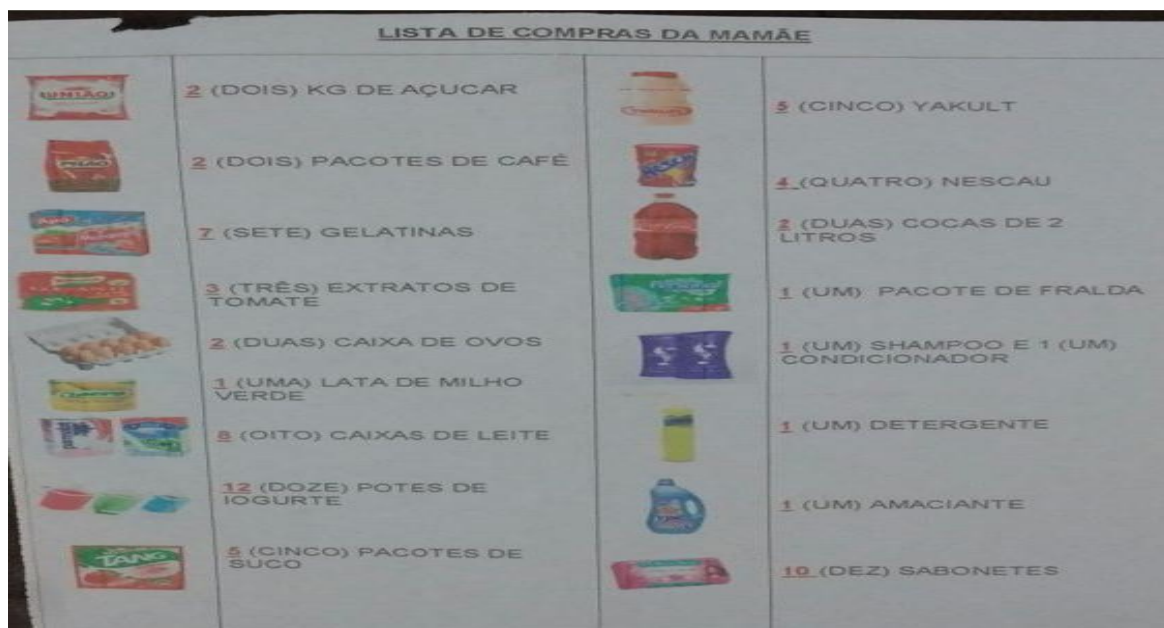 LISTA DE COMPRAS DA MAMÃE
UNIÃO
2 (DOIS) KG DE AÇUCAR
PILÃO
2 (DOIS) PACOTES DE CAFÉ
7 (SETE) GELATINAS
3 (TRÊS) EXTRATOS DE
TOMATE
2 (DUAS) CAIXA DE OVOS
1 (UMA) LATA DE MILHO
VERDE
8 (OITO) CAIXAS DE LEITE
12 (DOZE) POTES DE
IOGURTE
TANG
5 (CINCO) PACOTES DE
SUCO
5 (CINCO) YAKULT
4 (QUATRO) NESCAU
2 (DUAS) COCAS DE 2
LITROS
1 (UM) PACOTE DE FRALDA
1 (UM) SHAMPOO E 1 (UM)
CONDICIONADOR
1 (UM) DETERGENTE
1 (UM) AMACIANTE
10 (DEZ) SABONETES